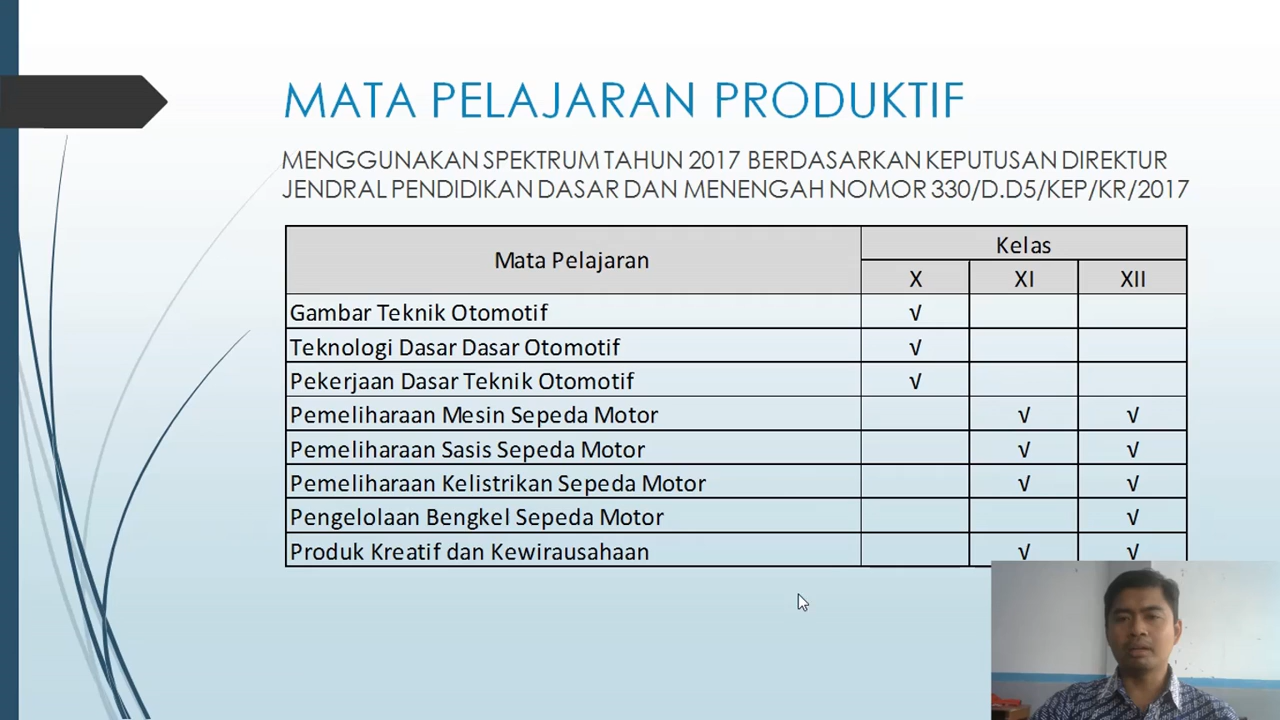 MATA PELAJARAN PRODUKTIF
MENGGUNAKAN SPEKTRUM TAHUN 2017 BERDASARKAN KEPUTUSAN DIREKTUR
JENDRAL PENDIDIKAN DASAR DAN MENENGAH NOMOR 330/D.D5/KEP/KR/2017
Mata Pelajaran Kelas
X XI XII
Gambar Teknik Otomotif √
Teknologi Dasar Dasar Otomotif √
Pekerjaan Dasar Teknik Otomotif √
Pemeliharaan Mesin Sepeda Motor √ √
Pemeliharaan Sasis Sepeda Motor √ √
Pemeliharaan Kelistrikan Sepeda Motor √ √
Pengelolaan Bengkel Sepeda Motor √
Produk Kreatif dan Kewirausahaan √ √